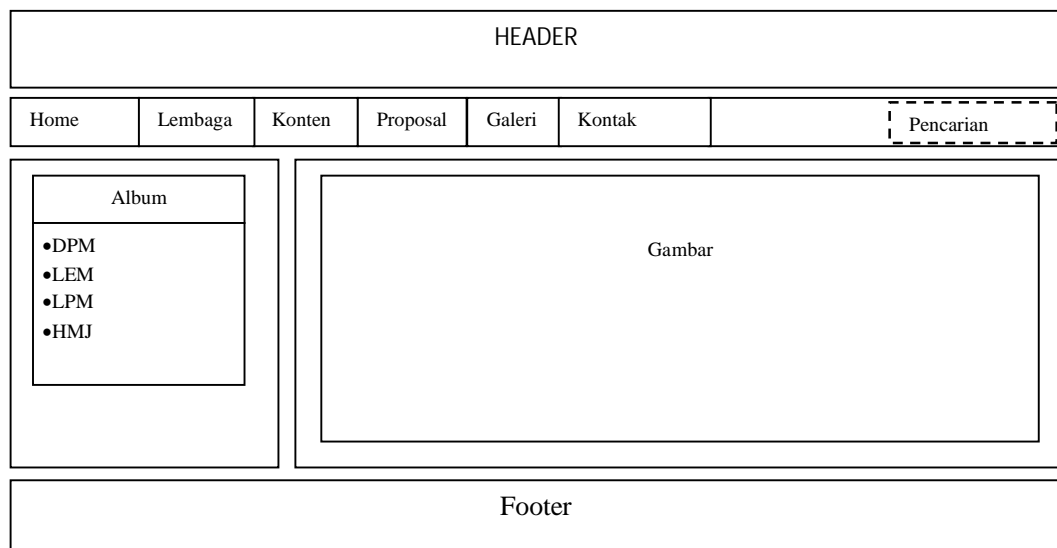 HEADER
Home Lembaga Konten Proposal Galeri Kontak Pencarian
Album
•DPM
•LEM
•LPM
•HMJ
Gambar
Footer